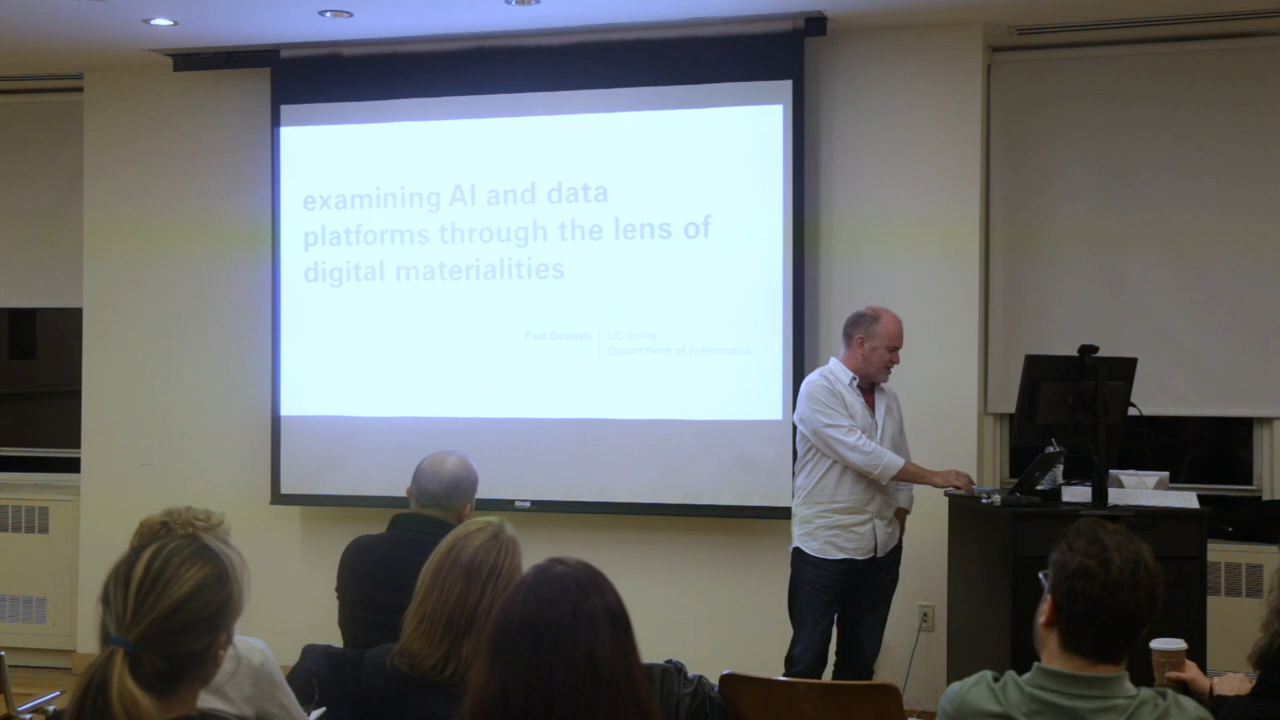 examining AI and data
platforms through the lens of
digital materialities
Paul Dourish | UC Irvine
Department of Informatics